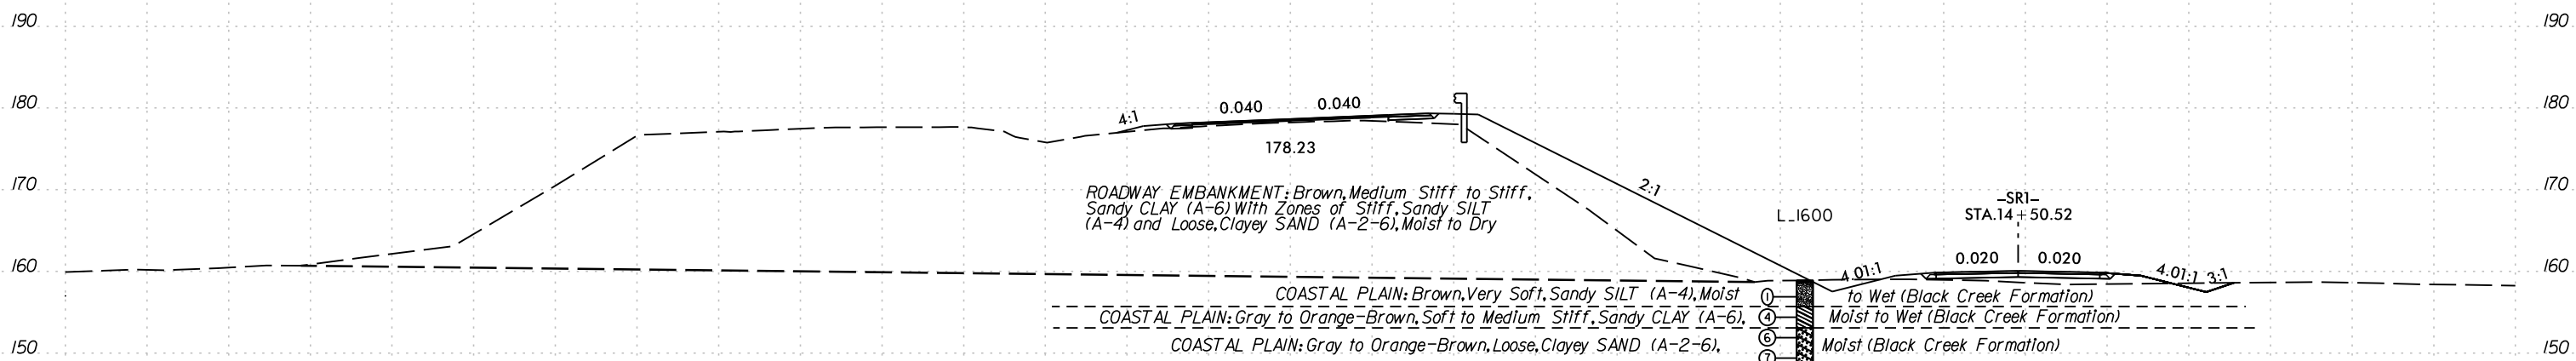 190 190
180 180
4:1 0.040 0.040
178.23
170 170
2:1
ROADWAY EMBANKMENT: Brown, Medium Stiff to Stiff,
Sandy CLAY (A-6) With Zones of Stiff, Sandy SILT
(A-4) and Loose, Clayey SAND (A-2-6), Moist to Dry
L_1600
-SR1-
STA. 14+50.52
160 160
4.01:1 0.020 0.020 4.01:1 3:1
COASTAL PLAIN: Brown, Very Soft, Sandy SILT (A-4), Moist 1 to Wet (Black Creek Formation)
COASTAL PLAIN: Gray to Orange-Brown, Soft to Medium Stiff, Sandy CLAY (A-6), 4 Moist to Wet (Black Creek Formation)
6
COASTAL PLAIN: Gray to Orange-Brown, Loose, Clayey SAND (A-2-6), Moist (Black Creek Formation)
7
150 150